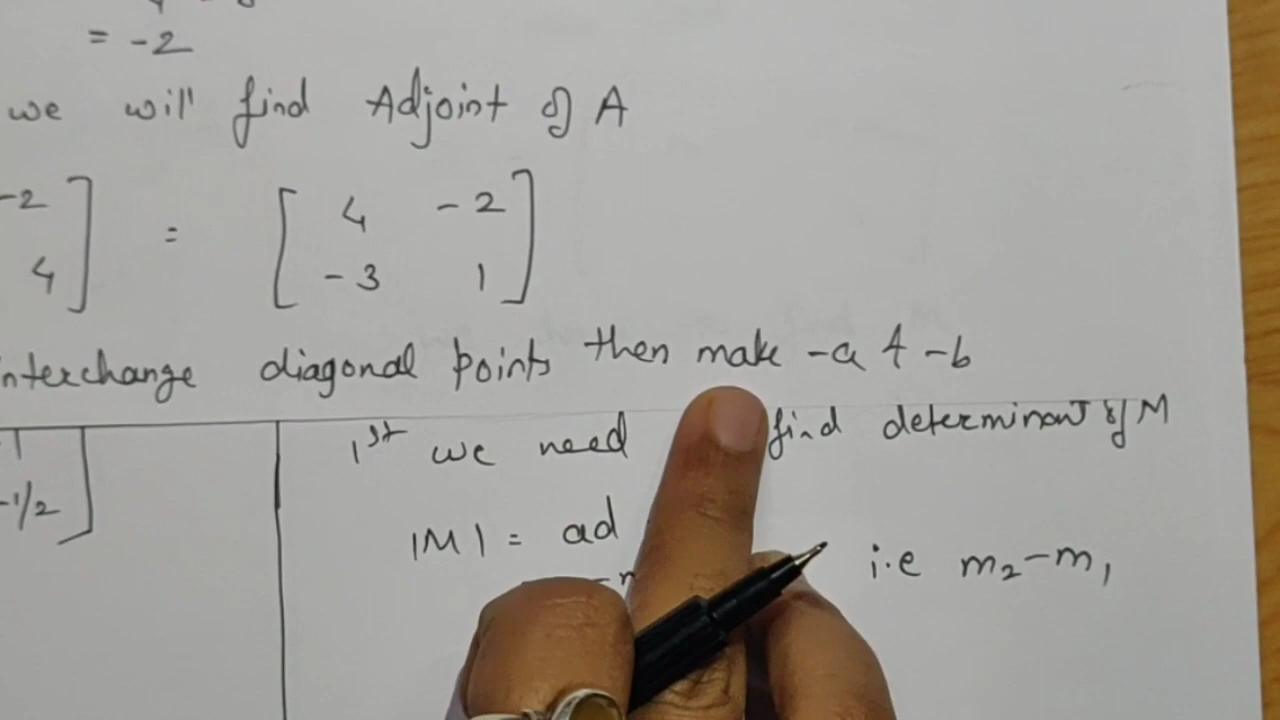 = -2
we will find Adjoint of A
-2 ] = [ 4 -2
4 ] -3 1 ]
nterchange diagonal points then make -a & -b
1 ] 1st we need find determinant of M
-1/2 ] |M| = ad i.e m₂-m₁